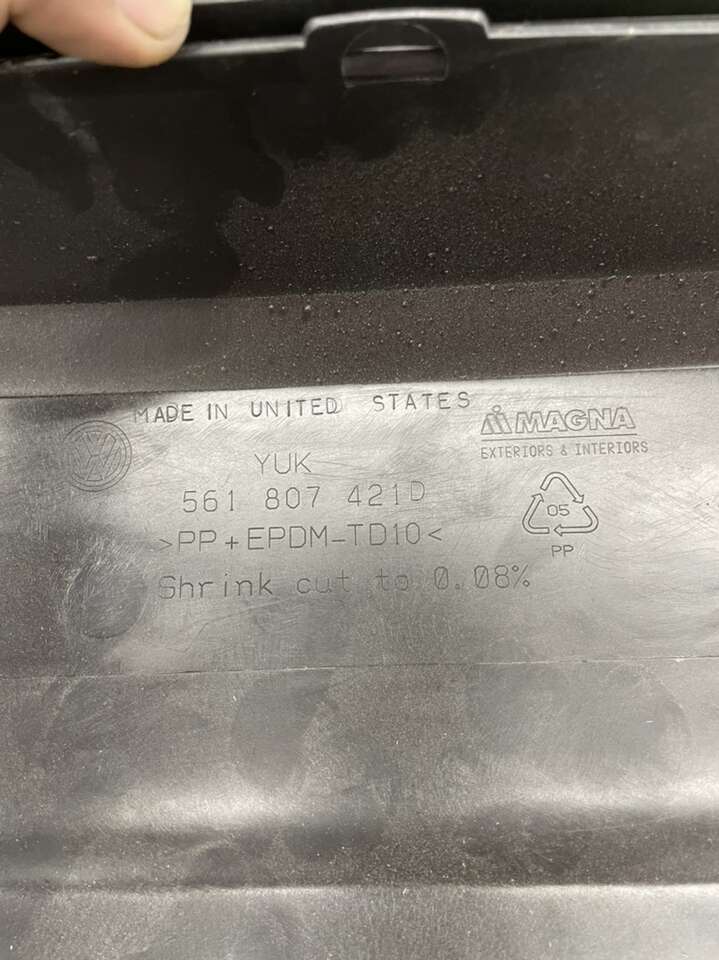 MADE IN UNITED STATES
MAGNA
EXTERIORS & INTERIORS
VW
YUK
561 807 421D
05
>PP+EPDM-TD10<
PP
Shrink cut to 0.08%